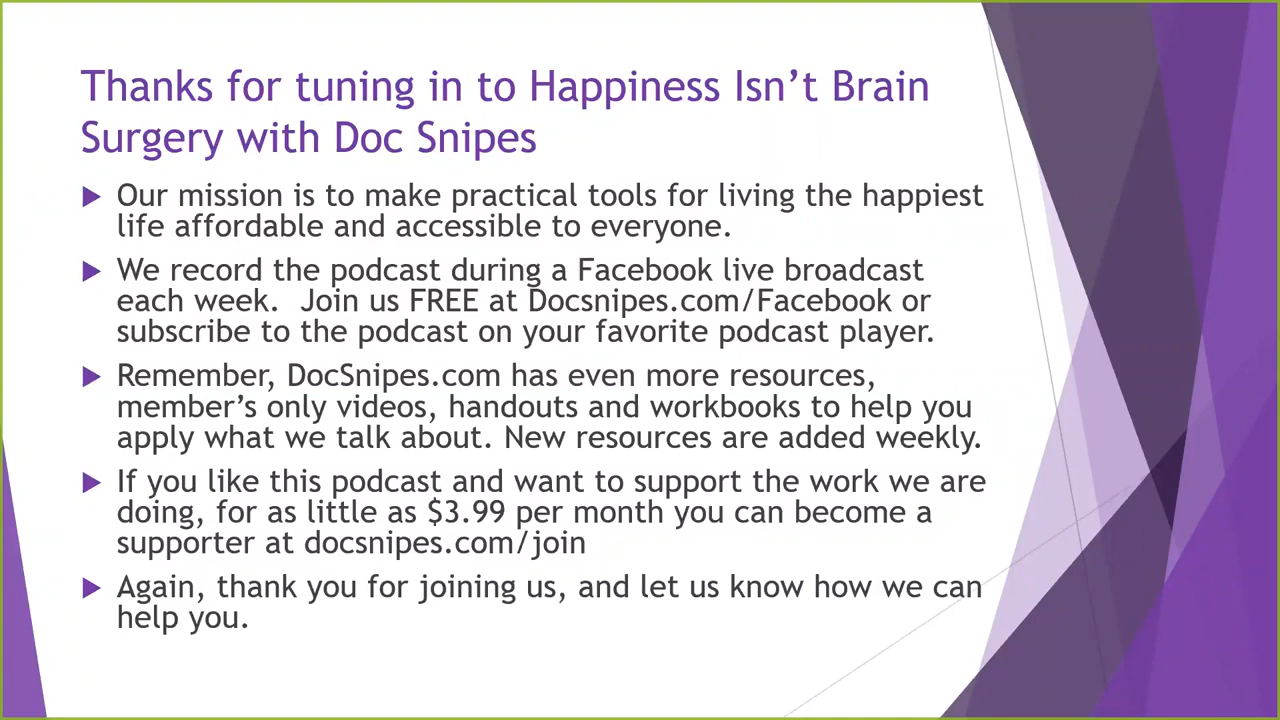 Thanks for tuning in to Happiness Isn’t Brain
Surgery with Doc Snipes
Our mission is to make practical tools for living the happiest
life affordable and accessible to everyone.
We record the podcast during a Facebook live broadcast
each week.  Join us FREE at Docsnipes.com/Facebook or
subscribe to the podcast on your favorite podcast player.
Remember, DocSnipes.com has even more resources,
member’s only videos, handouts and workbooks to help you
apply what we talk about. New resources are added weekly.
If you like this podcast and want to support the work we are
doing, for as little as $3.99 per month you can become a
supporter at docsnipes.com/join
Again, thank you for joining us, and let us know how we can
help you.